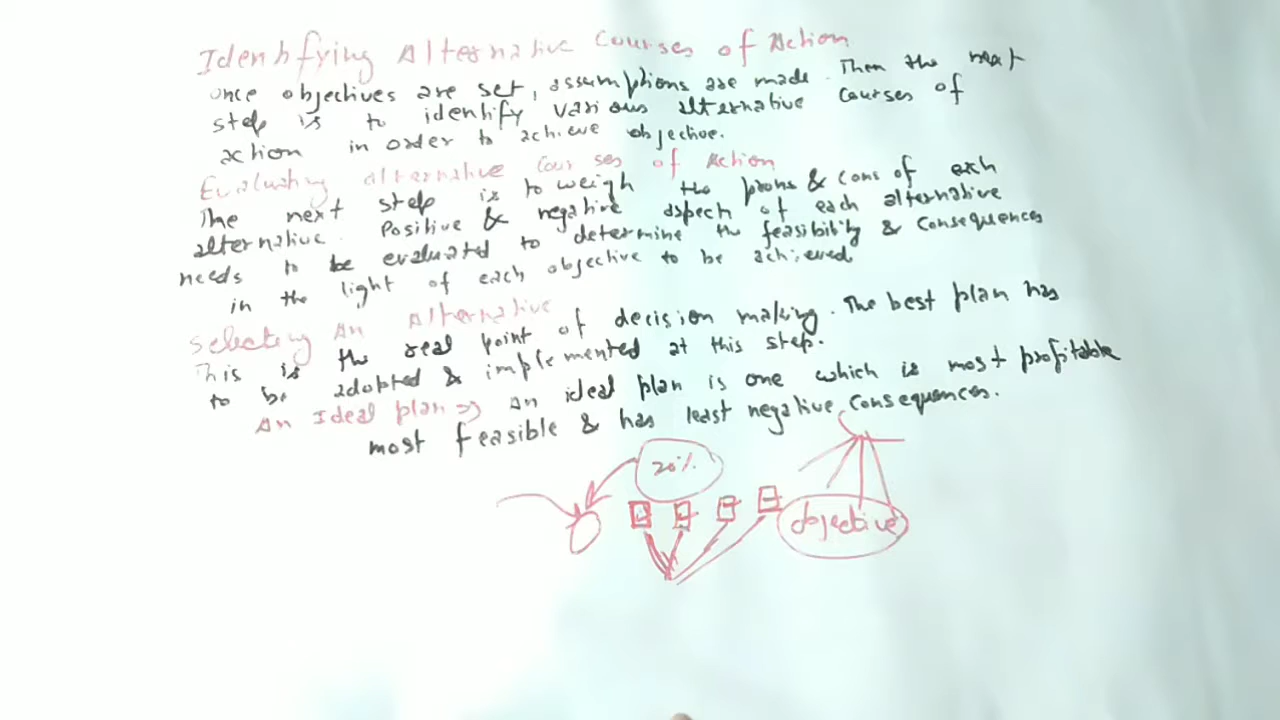 Identifying Alternative Courses of Action
once objectives are set, assumptions are made. Then the next
step is to identify various alternative courses of
action in order to achieve objective.
Evaluating alternative Courses of Action
The next step is to weigh the prons & cons of each
alternative. Positive & negative aspect of each alternative
needs to be evaluated to determine the feasibility & consequences
in the light of each objective to be achieved.
Selecting An Alternative
This is the real point of decision making. The best plan has
to be adopted & implemented at this step.
An Ideal plan => An ideal plan is one which is most profitable
most feasible & has least negative consequences.
20%
objective